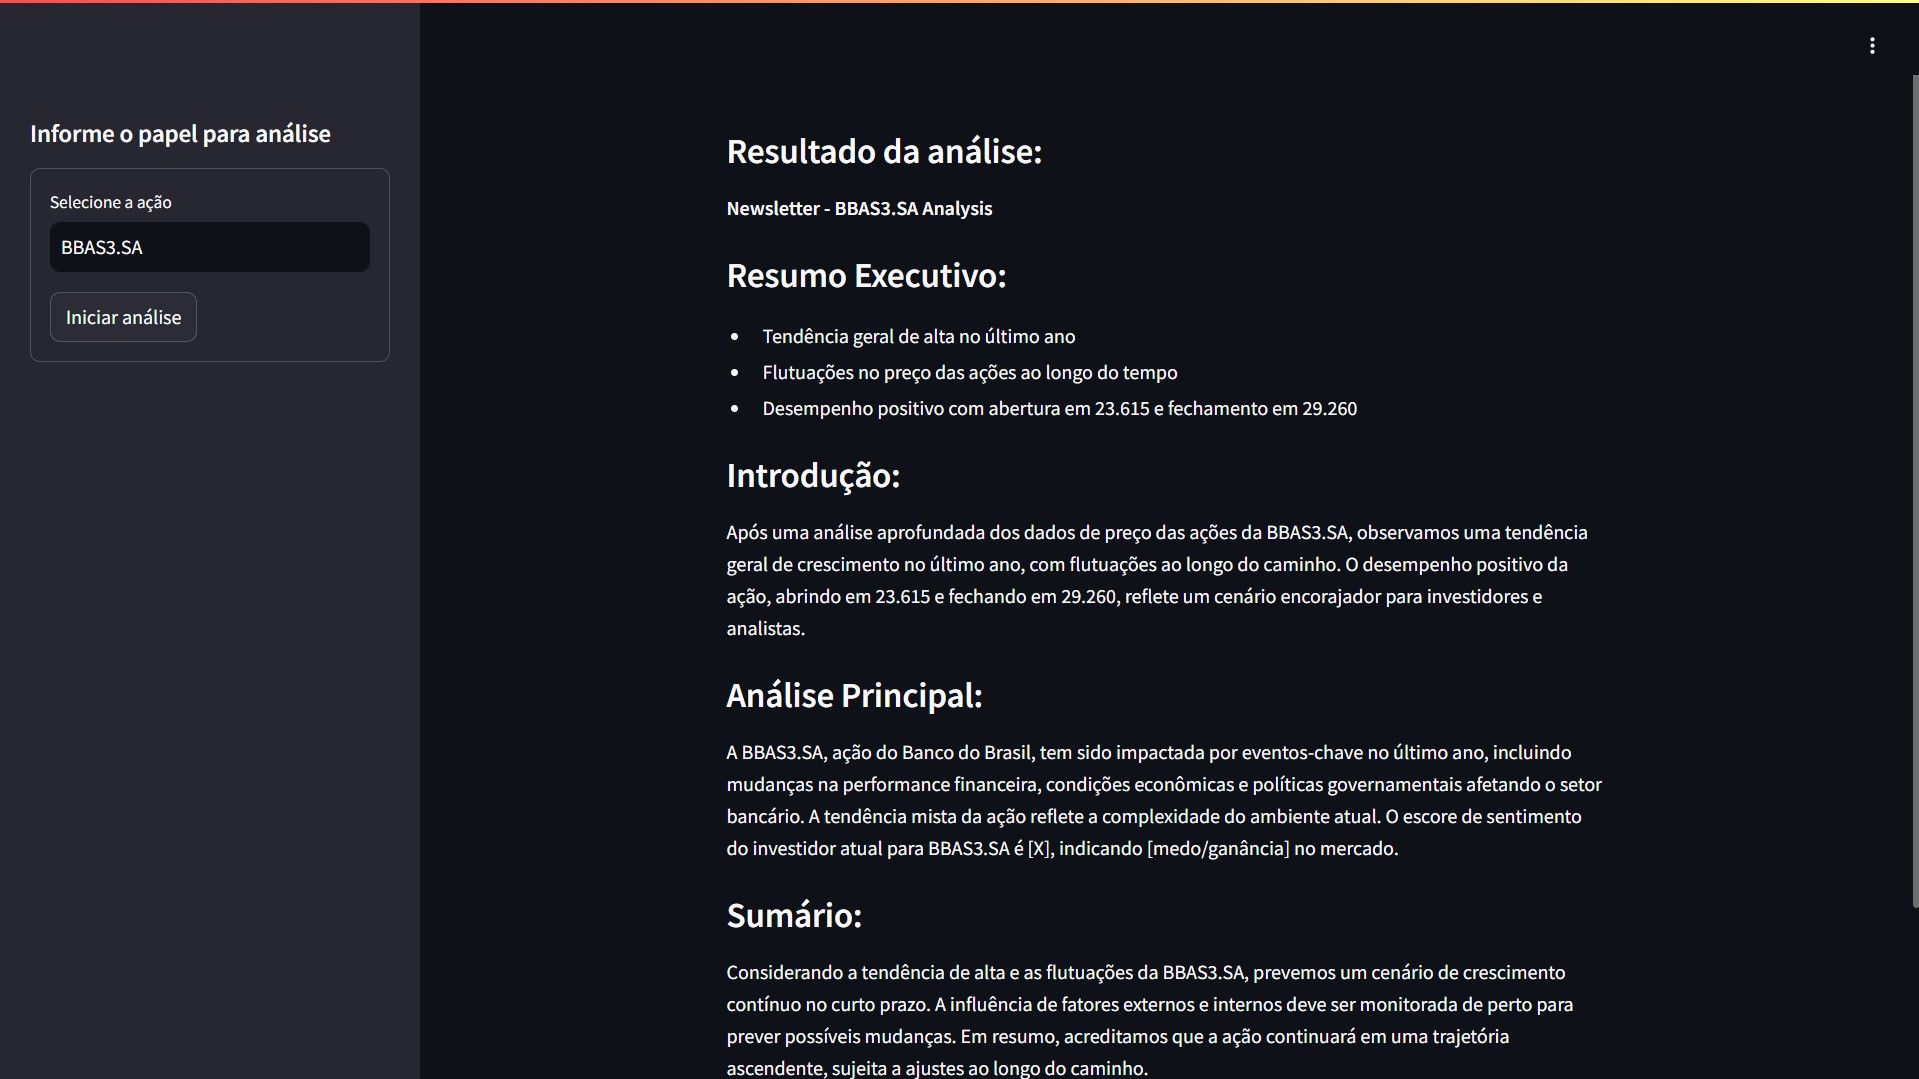 Informe o papel para análise
Selecione a ação
BBAS3.SA
Iniciar análise
Resultado da análise:
Newsletter - BBAS3.SA Analysis
Resumo Executivo:
• Tendência geral de alta no último ano
• Flutuações no preço das ações ao longo do tempo
• Desempenho positivo com abertura em 23.615 e fechamento em 29.260
Introdução:
Após uma análise aprofundada dos dados de preço das ações da BBAS3.SA, observamos uma tendência
geral de crescimento no último ano, com flutuações ao longo do caminho. O desempenho positivo da
ação, abrindo em 23.615 e fechando em 29.260, reflete um cenário encorajador para investidores e
analistas.
Análise Principal:
A BBAS3.SA, ação do Banco do Brasil, tem sido impactada por eventos-chave no último ano, incluindo
mudanças na performance financeira, condições econômicas e políticas governamentais afetando o setor
bancário. A tendência mista da ação reflete a complexidade do ambiente atual. O escore de sentimento
do investidor atual para BBAS3.SA é [X], indicando [medo/ganância] no mercado.
Sumário:
Considerando a tendência de alta e as flutuações da BBAS3.SA, prevemos um cenário de crescimento
contínuo no curto prazo. A influência de fatores externos e internos deve ser monitorada de perto para
prever possíveis mudanças. Em resumo, acreditamos que a ação continuará em uma trajetória
ascendente, sujeita a ajustes ao longo do caminho.